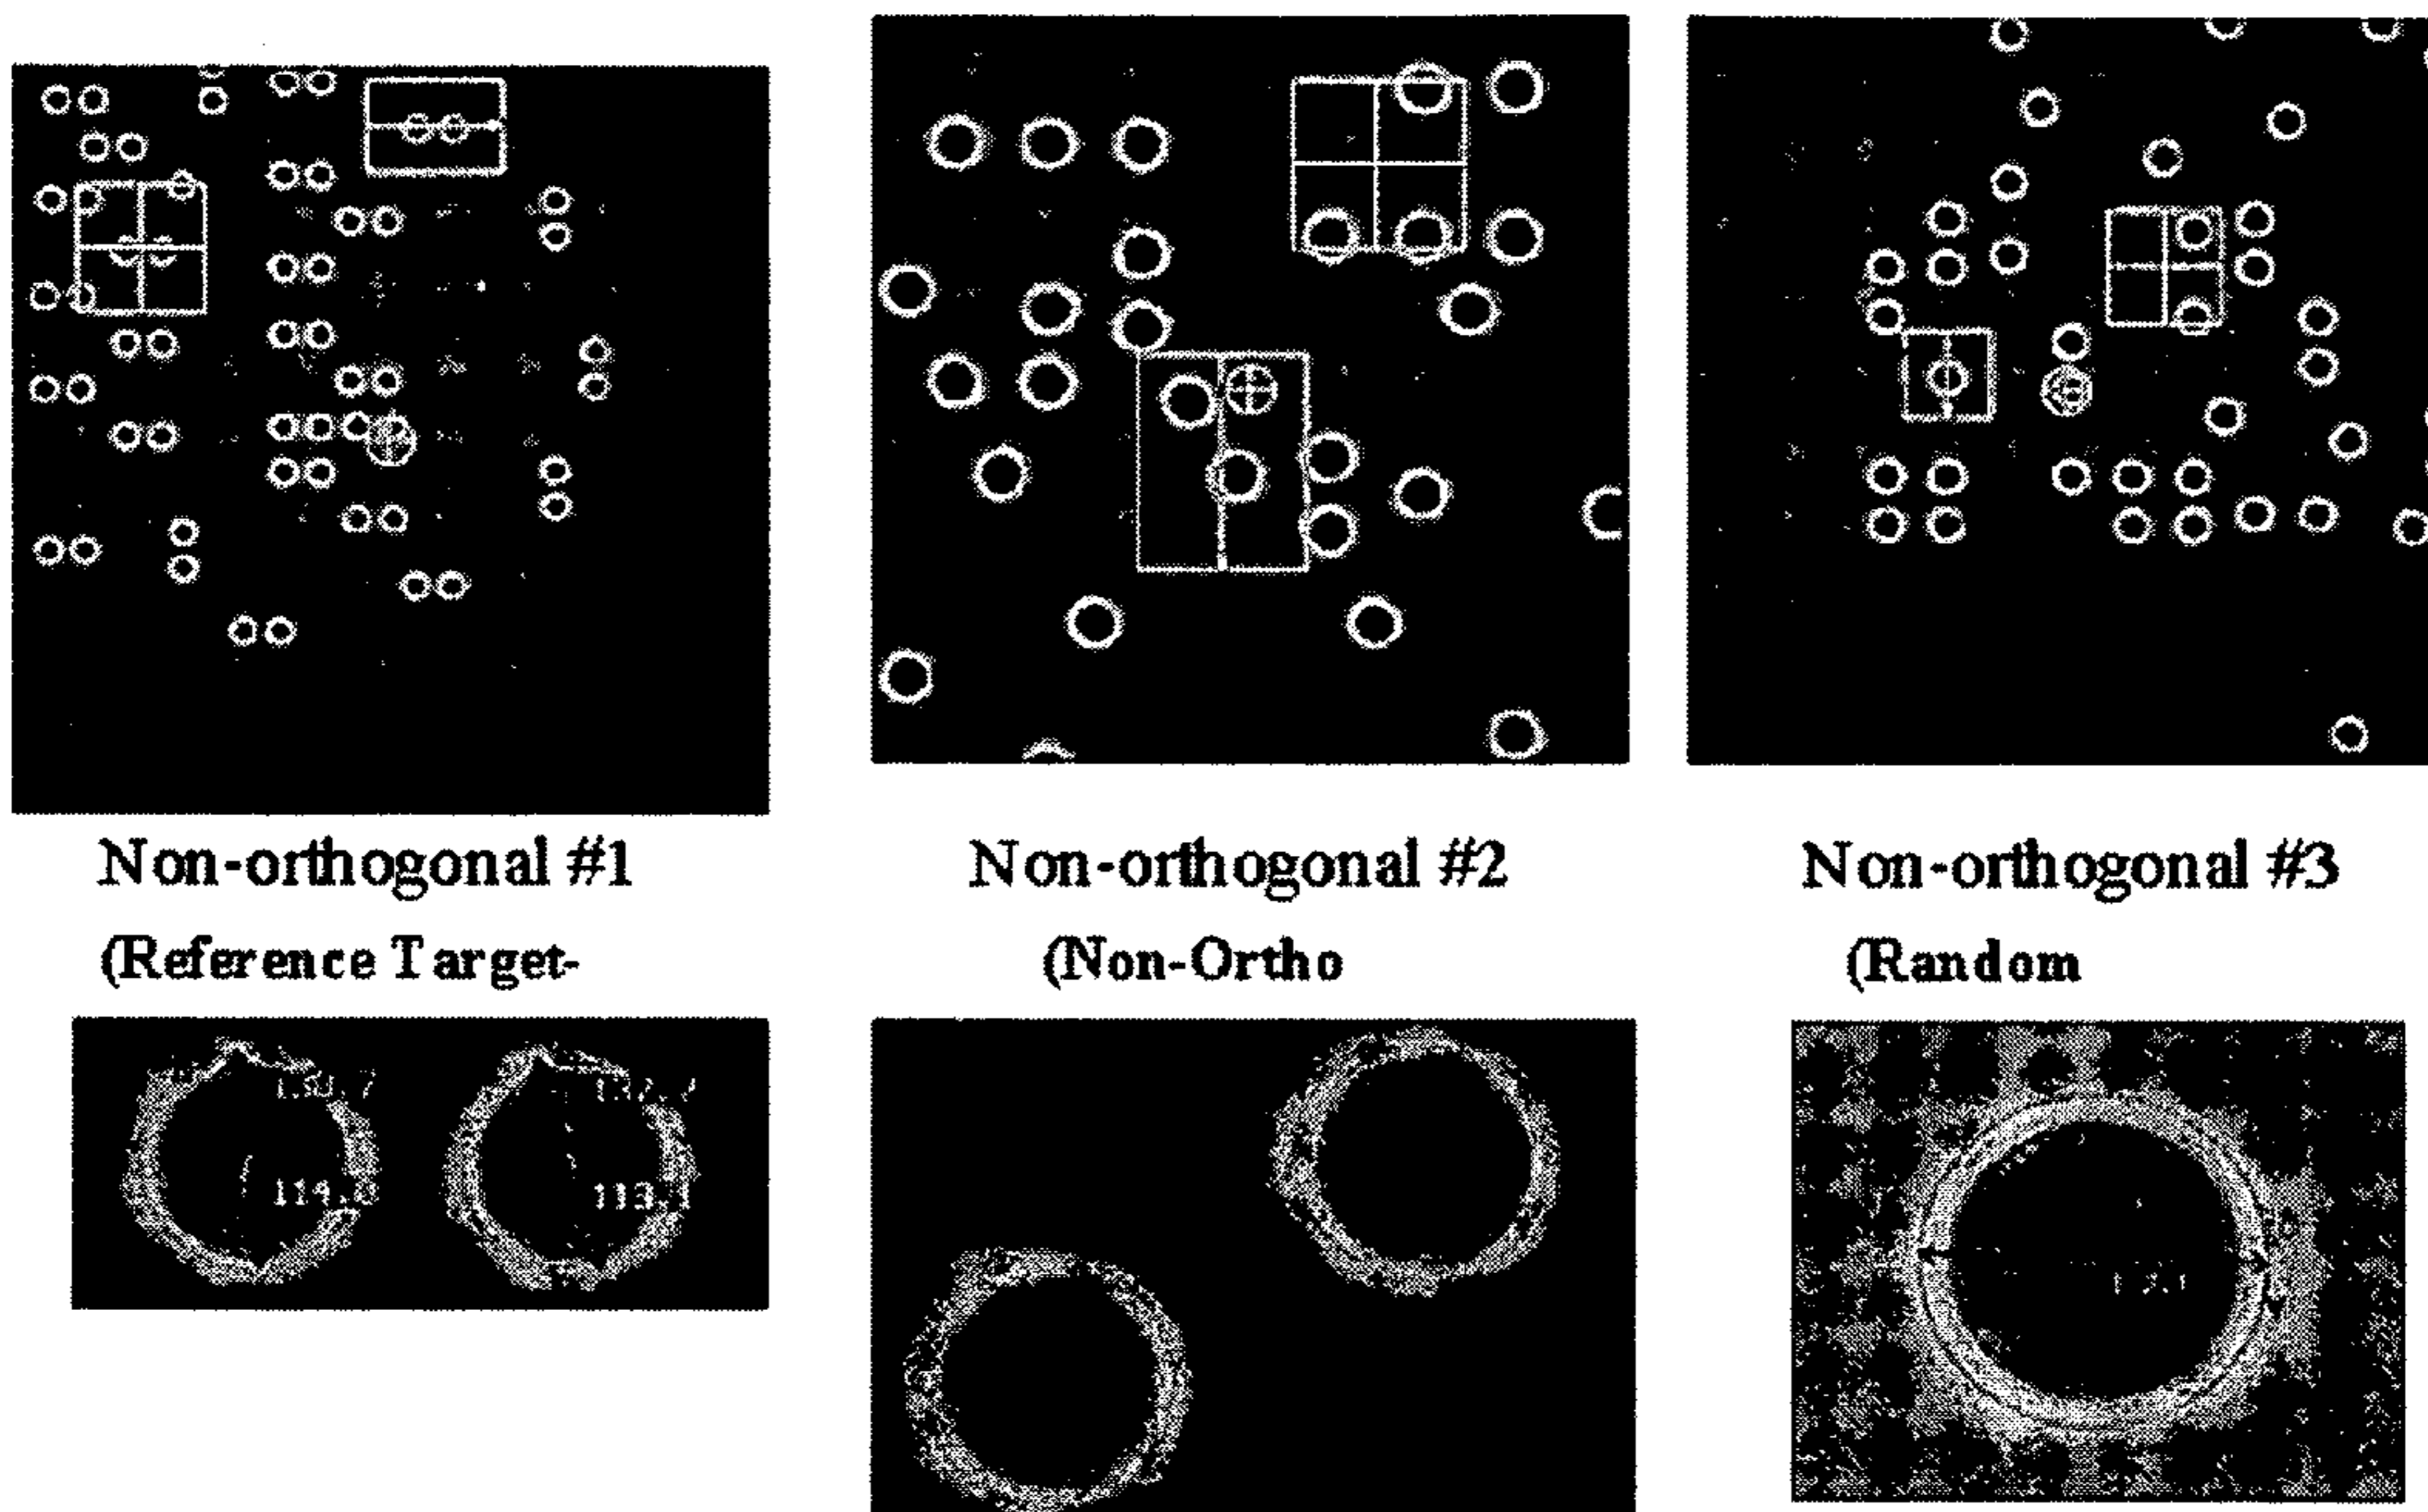 Non-orthogonal #1
Non-orthogonal #2
Non-orthogonal #3
(Reference Target-
(Non-Ortho
(Random